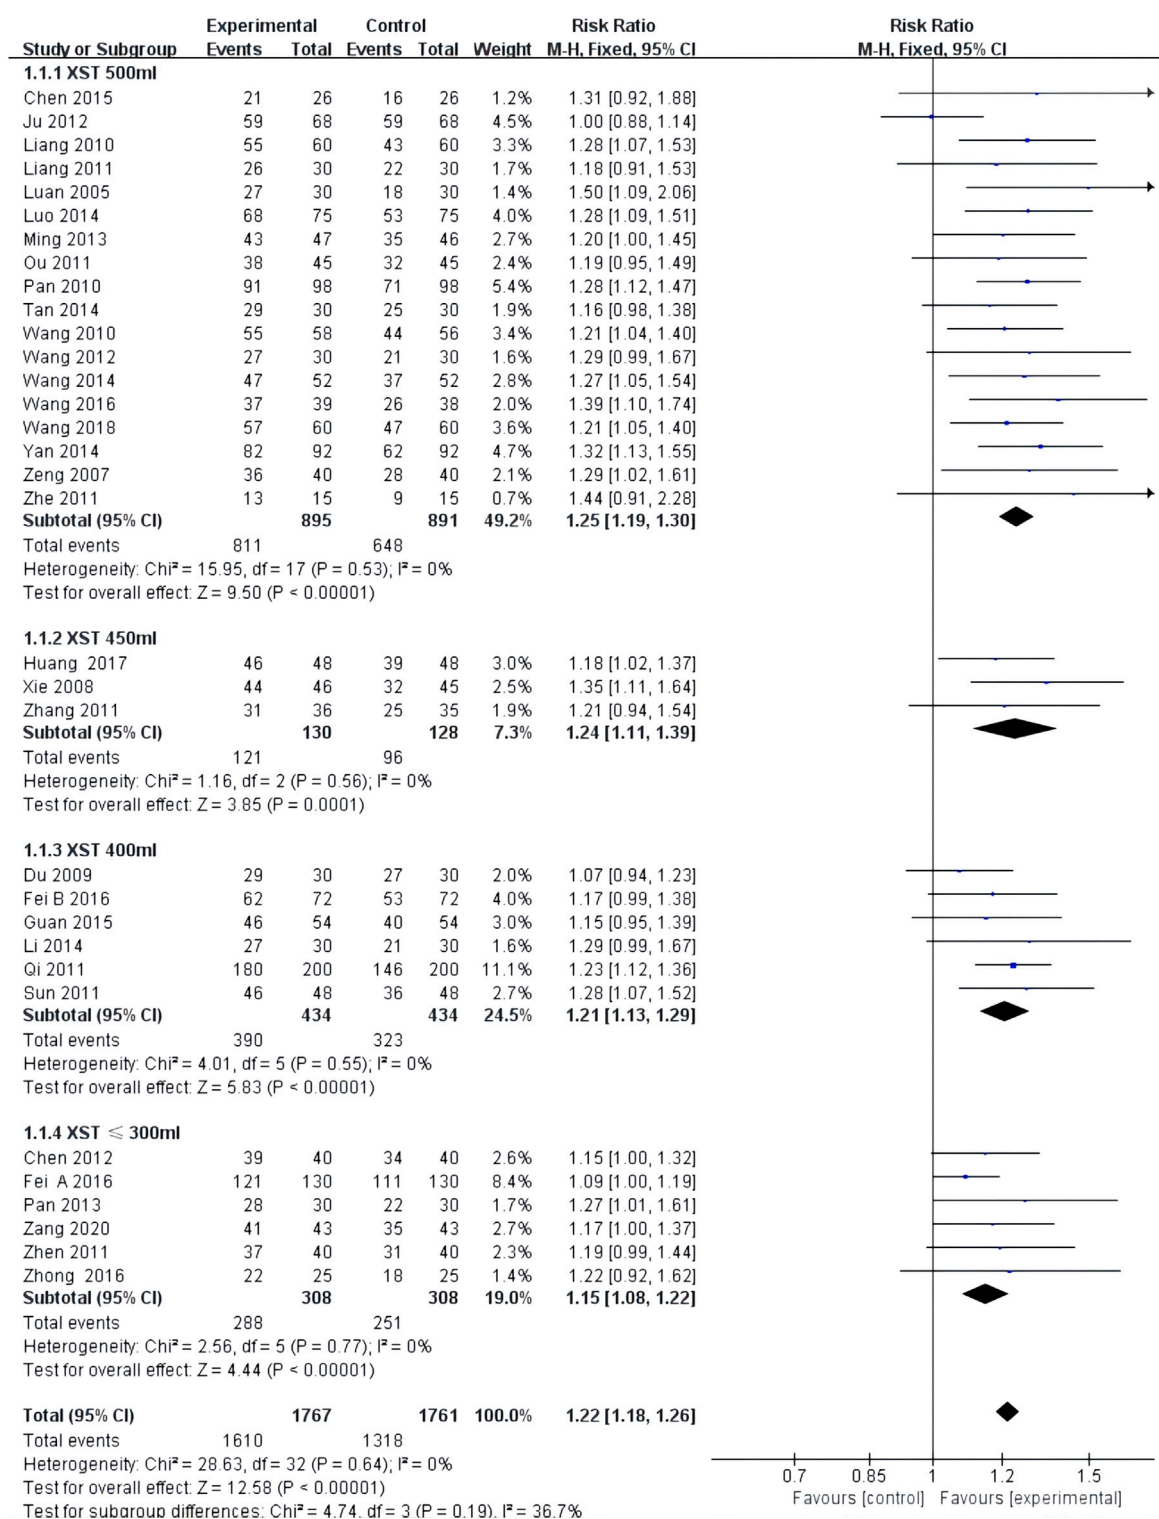 Experimental Control Risk Ratio Risk Ratio
Study or Subgroup Events Total Events Total Weight M-H, Fixed, 95% CI M-H, Fixed, 95% CI
1.1.1 XST 500ml
Chen 2015 21 26 16 26 1.2% 1.31 [0.92, 1.88]
Ju 2012 59 68 59 68 4.5% 1.00 [0.88, 1.14]
Liang 2010 55 60 43 60 3.3% 1.28 [1.07, 1.53]
Liang 2011 26 30 22 30 1.7% 1.18 [0.91, 1.53]
Luan 2005 27 30 18 30 1.4% 1.50 [1.09, 2.06]
Luo 2014 68 75 53 75 4.0% 1.28 [1.09, 1.51]
Ming 2013 43 47 35 46 2.7% 1.20 [1.00, 1.45]
Ou 2011 38 45 32 45 2.4% 1.19 [0.95, 1.49]
Pan 2010 91 98 71 98 5.4% 1.28 [1.12, 1.47]
Tan 2014 29 30 25 30 1.9% 1.16 [0.98, 1.38]
Wang 2010 55 58 44 56 3.4% 1.21 [1.04, 1.40]
Wang 2012 27 30 21 30 1.6% 1.29 [0.99, 1.67]
Wang 2014 47 52 37 52 2.8% 1.27 [1.05, 1.54]
Wang 2016 37 39 26 38 2.0% 1.39 [1.10, 1.74]
Wang 2018 57 60 47 60 3.6% 1.21 [1.05, 1.40]
Yan 2014 82 92 62 92 4.7% 1.32 [1.13, 1.55]
Zeng 2007 36 40 28 40 2.1% 1.29 [1.02, 1.61]
Zhe 2011 13 15 9 15 0.7% 1.44 [0.91, 2.28]
Subtotal (95% CI) 895 891 49.2% 1.25 [1.19, 1.30]
Total events 811 648
Heterogeneity: Chi² = 15.95, df = 17 (P = 0.53); I² = 0%
Test for overall effect: Z = 9.50 (P < 0.00001)
1.1.2 XST 450ml
Huang 2017 46 48 39 48 3.0% 1.18 [1.02, 1.37]
Xie 2008 44 46 32 45 2.5% 1.35 [1.11, 1.64]
Zhang 2011 31 36 25 35 1.9% 1.21 [0.94, 1.54]
Subtotal (95% CI) 130 128 7.3% 1.24 [1.11, 1.39]
Total events 121 96
Heterogeneity: Chi² = 1.16, df = 2 (P = 0.56); I² = 0%
Test for overall effect: Z = 3.85 (P = 0.0001)
1.1.3 XST 400ml
Du 2009 29 30 27 30 2.0% 1.07 [0.94, 1.23]
Fei B 2016 62 72 53 72 4.0% 1.17 [0.99, 1.38]
Guan 2015 46 54 40 54 3.0% 1.15 [0.95, 1.39]
Li 2014 27 30 21 30 1.6% 1.29 [0.99, 1.67]
Qi 2011 180 200 146 200 11.1% 1.23 [1.12, 1.36]
Sun 2011 46 48 36 48 2.7% 1.28 [1.07, 1.52]
Subtotal (95% CI) 434 434 24.5% 1.21 [1.13, 1.29]
Total events 390 323
Heterogeneity: Chi² = 4.01, df = 5 (P = 0.55); I² = 0%
Test for overall effect: Z = 5.83 (P < 0.00001)
1.1.4 XST ≤ 300ml
Chen 2012 39 40 34 40 2.6% 1.15 [1.00, 1.32]
Fei A 2016 121 130 111 130 8.4% 1.09 [1.00, 1.19]
Pan 2013 28 30 22 30 1.7% 1.27 [1.01, 1.61]
Zang 2020 41 43 35 43 2.7% 1.17 [1.00, 1.37]
Zhen 2011 37 40 31 40 2.3% 1.19 [0.99, 1.44]
Zhong 2016 22 25 18 25 1.4% 1.22 [0.92, 1.62]
Subtotal (95% CI) 308 308 19.0% 1.15 [1.08, 1.22]
Total events 288 251
Heterogeneity: Chi² = 2.56, df = 5 (P = 0.77); I² = 0%
Test for overall effect: Z = 4.44 (P < 0.00001)
Total (95% CI) 1767 1761 100.0% 1.22 [1.18, 1.26]
Total events 1610 1318
Heterogeneity: Chi² = 28.63, df = 32 (P = 0.64); I² = 0%
Test for overall effect: Z = 12.58 (P < 0.00001)
Test for subgroup differences: Chi² = 4.74, df = 3 (P = 0.19), I² = 36.7%
0.7 0.85 1 1.2 1.5
Favours [control] Favours [experimental]